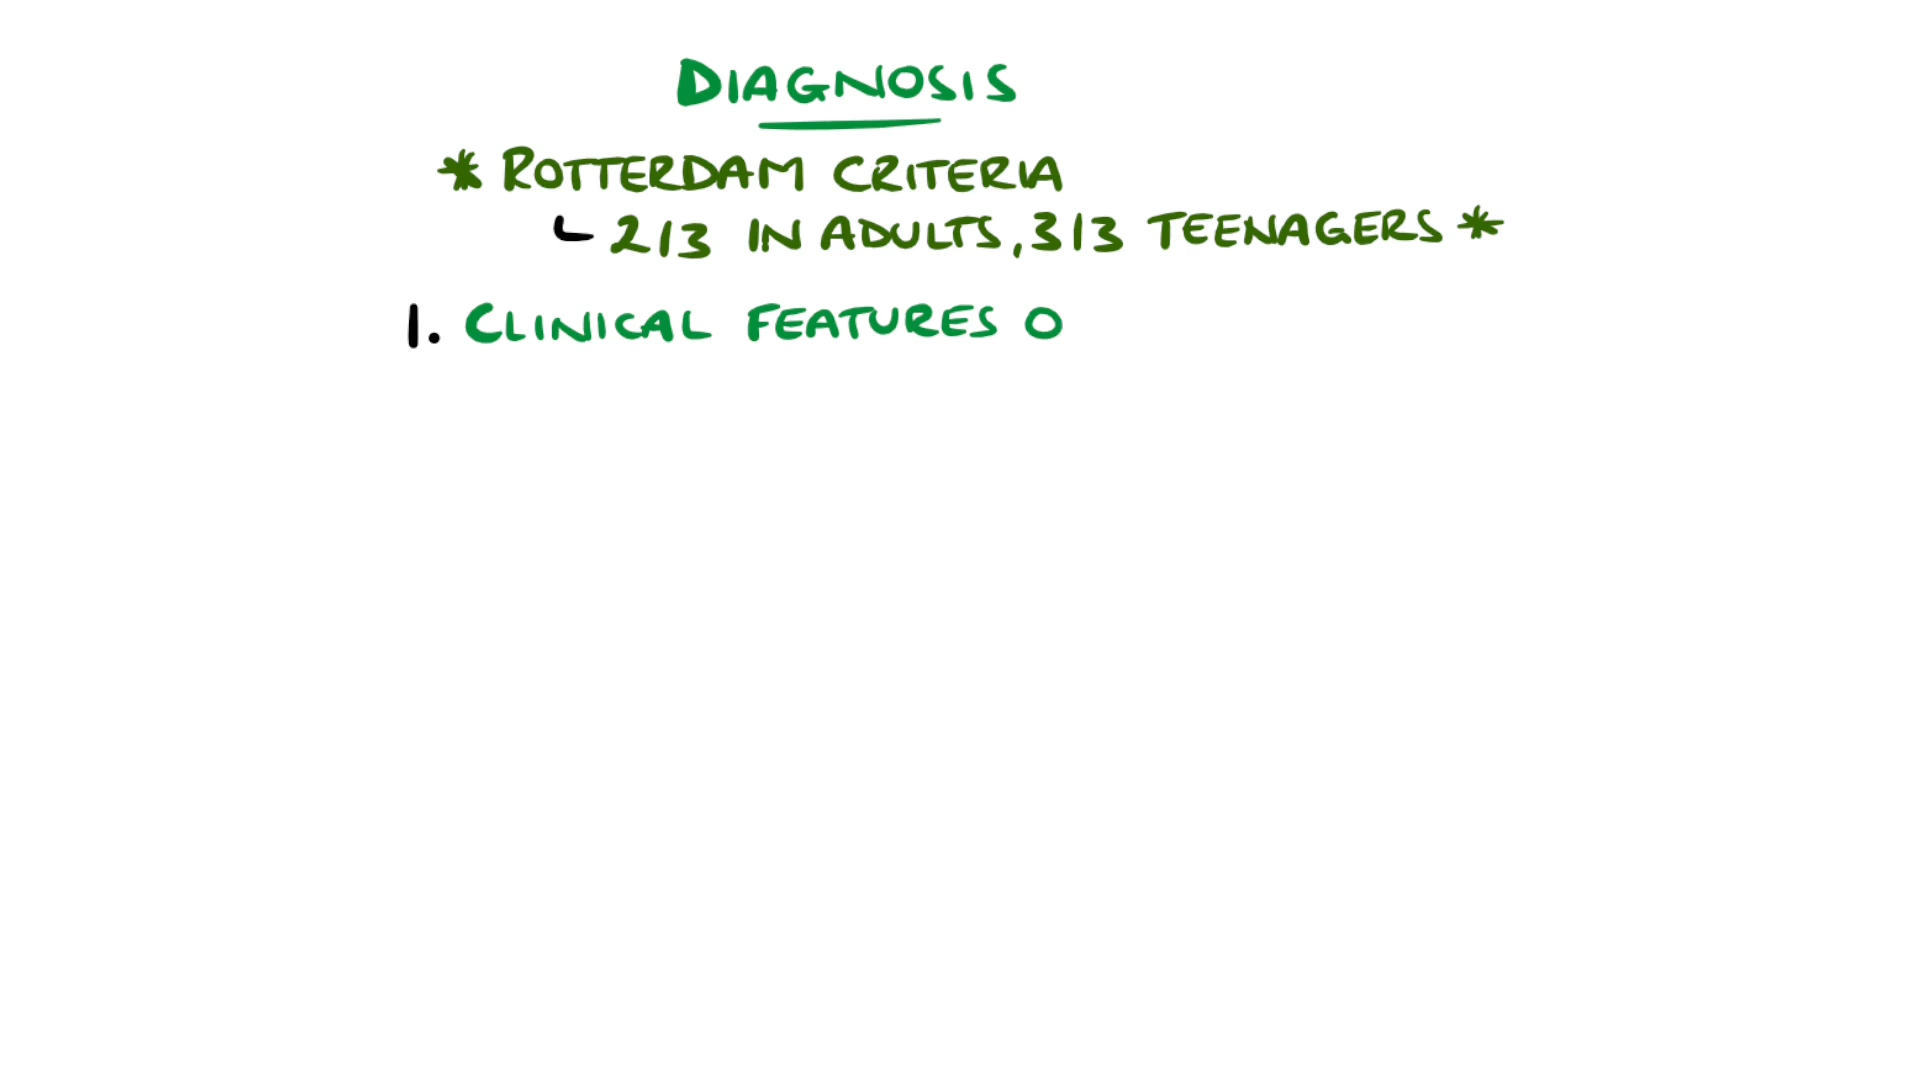 DIAGNOSIS
* ROTTERDAM CRITERIA
2/3 IN ADULTS, 3/3 TEENAGERS *
1. CLINICAL FEATURES O